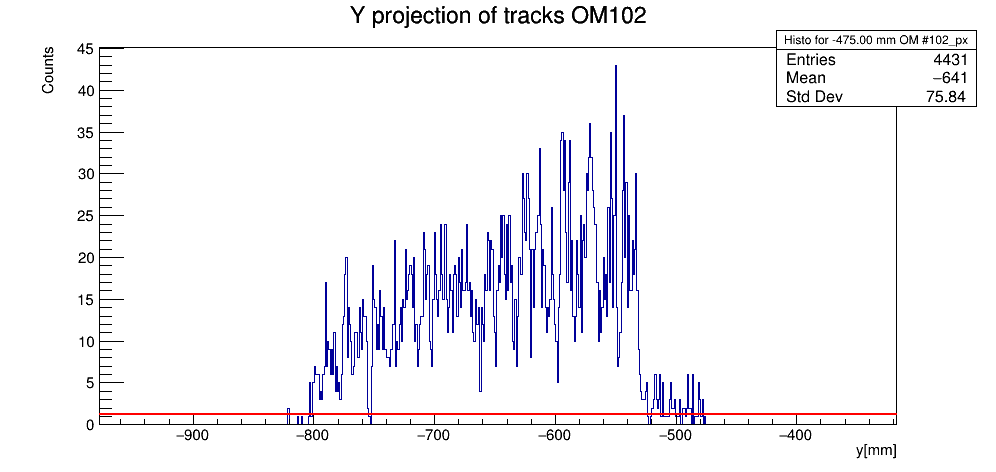 Y projection of tracks OM102
Histo for -475.00 mm OM #102_px
Entries 4431
Mean −641
Std Dev 75.84
Counts
45
40
35
30
25
20
15
10
5
0
−900 −800 −700 −600 −500 −400
y[mm]